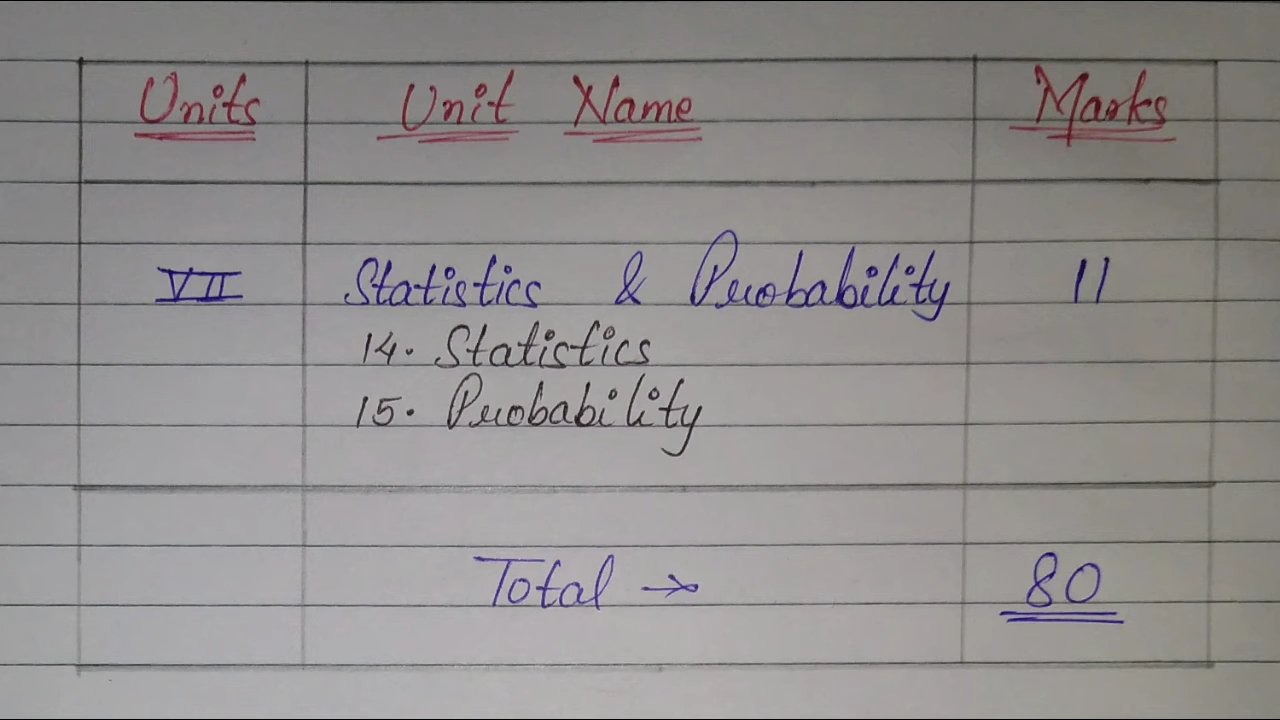 Units Unit Name Marks
VII Statistics & Probability 11
14. Statistics
15. Probability
Total → 80